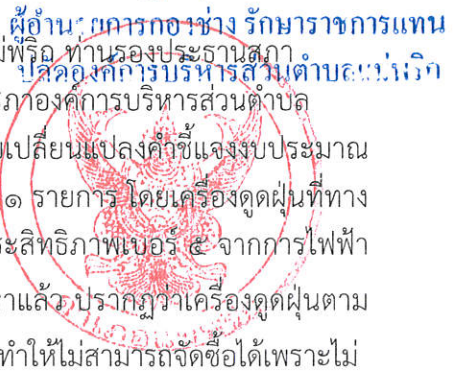 ผู้อำนวยการกองช่าง รักษาราชการแทน
ม่พริก ท่านรองประธานสภา
ปลัดองค์การบริหารส่วนตำบลแม่พริก
ภาองค์การบริหารส่วนตำบล
เปลี่ยนแปลงคำชี้แจงงบประมาณ
๑ รายการ โดยเครื่องดูดฝุ่นที่ทาง
ระสิทธิภาพเบอร์ ๕ จากการไฟฟ้า
าแล้ว ปรากฏว่าเครื่องดูดฝุ่นตาม
ทำให้ไม่สามารถจัดซื้อได้เพราะไม่